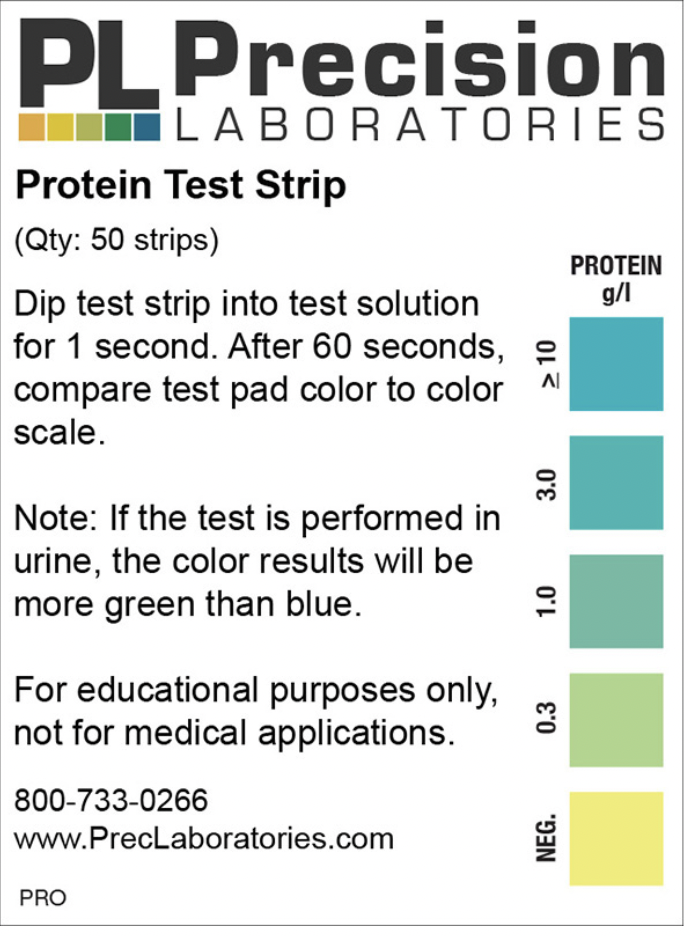 PL Precision
LABORATORIES
Protein Test Strip
(Qty: 50 strips)
Dip test strip into test solution
for 1 second. After 60 seconds,
compare test pad color to color
scale.
Note: If the test is performed in
urine, the color results will be
more green than blue.
For educational purposes only,
not for medical applications.
800-733-0266
www.PrecLaboratories.com
PRO
PROTEIN
g/l
≥ 10
3.0
1.0
0.3
NEG.